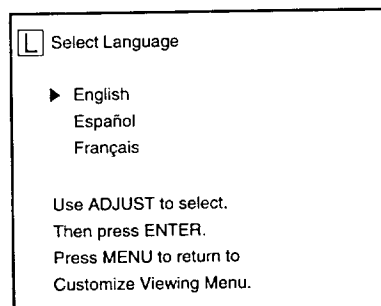 L Select Language
▶ English
Español
Français
Use ADJUST to select.
Then press ENTER.
Press MENU to return to
Customize Viewing Menu.